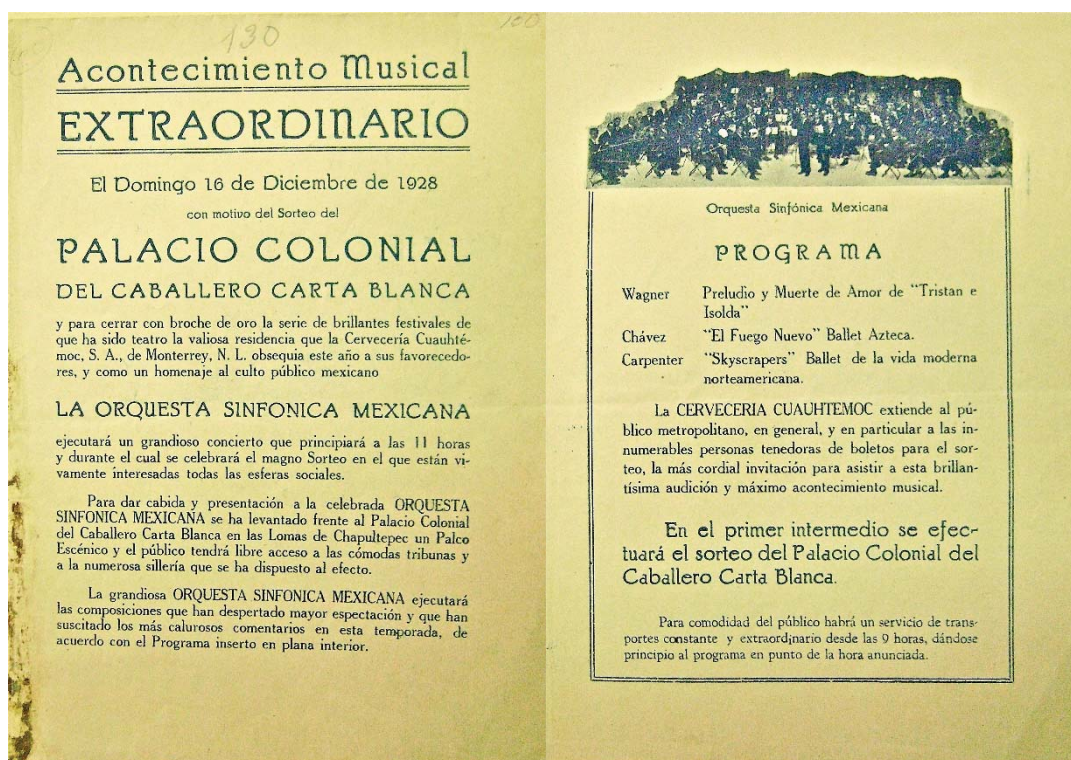 130
100
Acontecimiento Musical
EXTRAORDINARIO
El Domingo 16 de Diciembre de 1928
con motivo del Sorteo del
PALACIO COLONIAL
DEL CABALLERO CARTA BLANCA
y para cerrar con broche de oro la serie de brillantes festivales de
que ha sido teatro la valiosa residencia que la Cervecería Cuauhté-
moc, S. A., de Monterrey, N. L. obsequia este año a sus favorecedo-
res, y como un homenaje al culto público mexicano
LA ORQUESTA SINFONICA MEXICANA
ejecutará un grandioso concierto que principiará a las 11 horas
y durante el cual se celebrará el magno Sorteo en el que están vi-
vamente interesadas todas las esferas sociales.
Para dar cabida y presentación a la celebrada ORQUESTA
SINFONICA MEXICANA se ha levantado frente al Palacio Colonial
del Caballero Carta Blanca en las Lomas de Chapultepec un Palco
Escénico y el público tendrá libre acceso a las cómodas tribunas y
a la numerosa sillería que se ha dispuesto al efecto.
La grandiosa ORQUESTA SINFONICA MEXICANA ejecutará
las composiciones que han despertado mayor espectación y que han
suscitado los más calurosos comentarios en esta temporada, de
acuerdo con el Programa inserto en plana interior.
Orquesta Sinfónica Mexicana
PROGRAMA
Wagner Preludio y Muerte de Amor de "Tristan e
Isolda"
Chávez "El Fuego Nuevo" Ballet Azteca.
Carpenter "Skyscrapers" Ballet de la vida moderna
norteamericana.
La CERVECERIA CUAUHTEMOC extiende al pú-
blico metropolitano, en general, y en particular a las in-
numerables personas tenedoras de boletos para el sor-
teo, la más cordial invitación para asistir a esta brillan-
tísima audición y máximo acontecimiento musical.
En el primer intermedio se efec-
tuará el sorteo del Palacio Colonial del
Caballero Carta Blanca.
Para comodidad del público habrá un servicio de trans-
portes constante y extraordinario desde las 9 horas, dándose
principio al programa en punto de la hora anunciada.